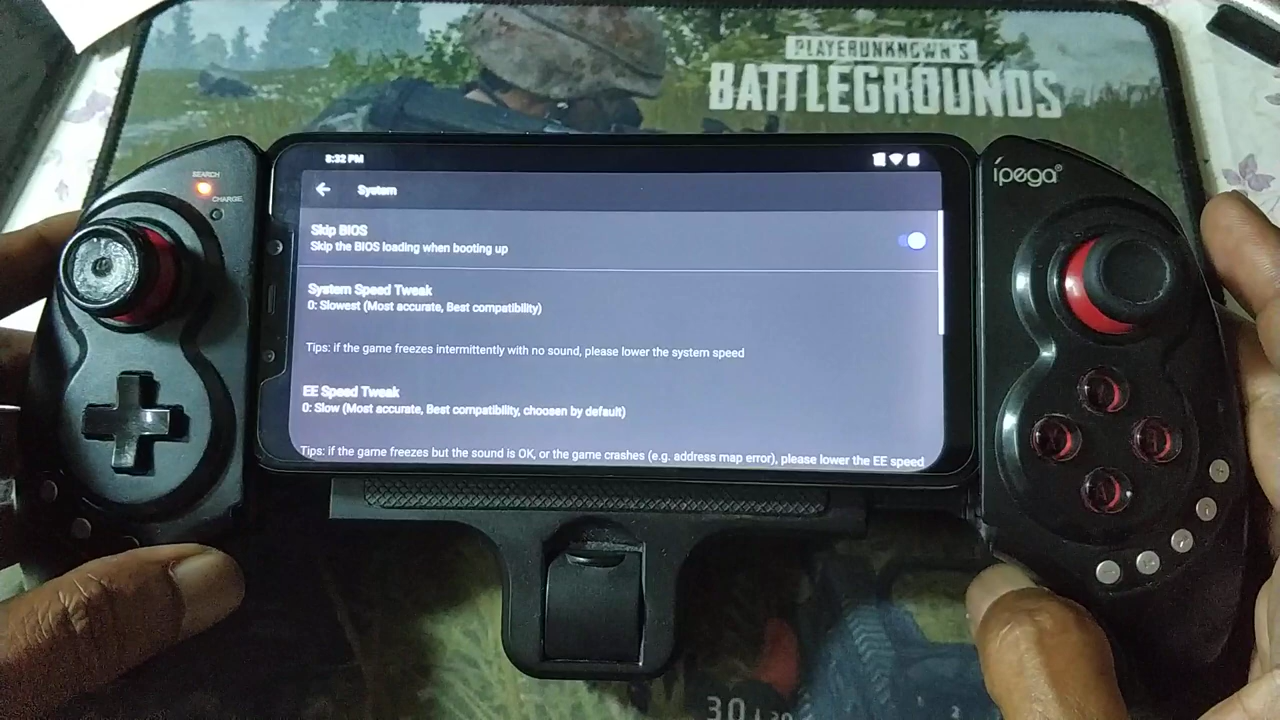 PLAYERUNKNOWN'S
BATTLEGROUNDS
SEARCH
CHARGE
ípega®
8:32 PM
System
Skip BIOS
Skip the BIOS loading when booting up
System Speed Tweak
0: Slowest (Most accurate, Best compatibility)
Tips: if the game freezes intermittently with no sound, please lower the system speed
EE Speed Tweak
0: Slow (Most accurate, Best compatibility, choosen by default)
Tips: if the game freezes but the sound is OK, or the game crashes (e.g. address map error), please lower the EE speed